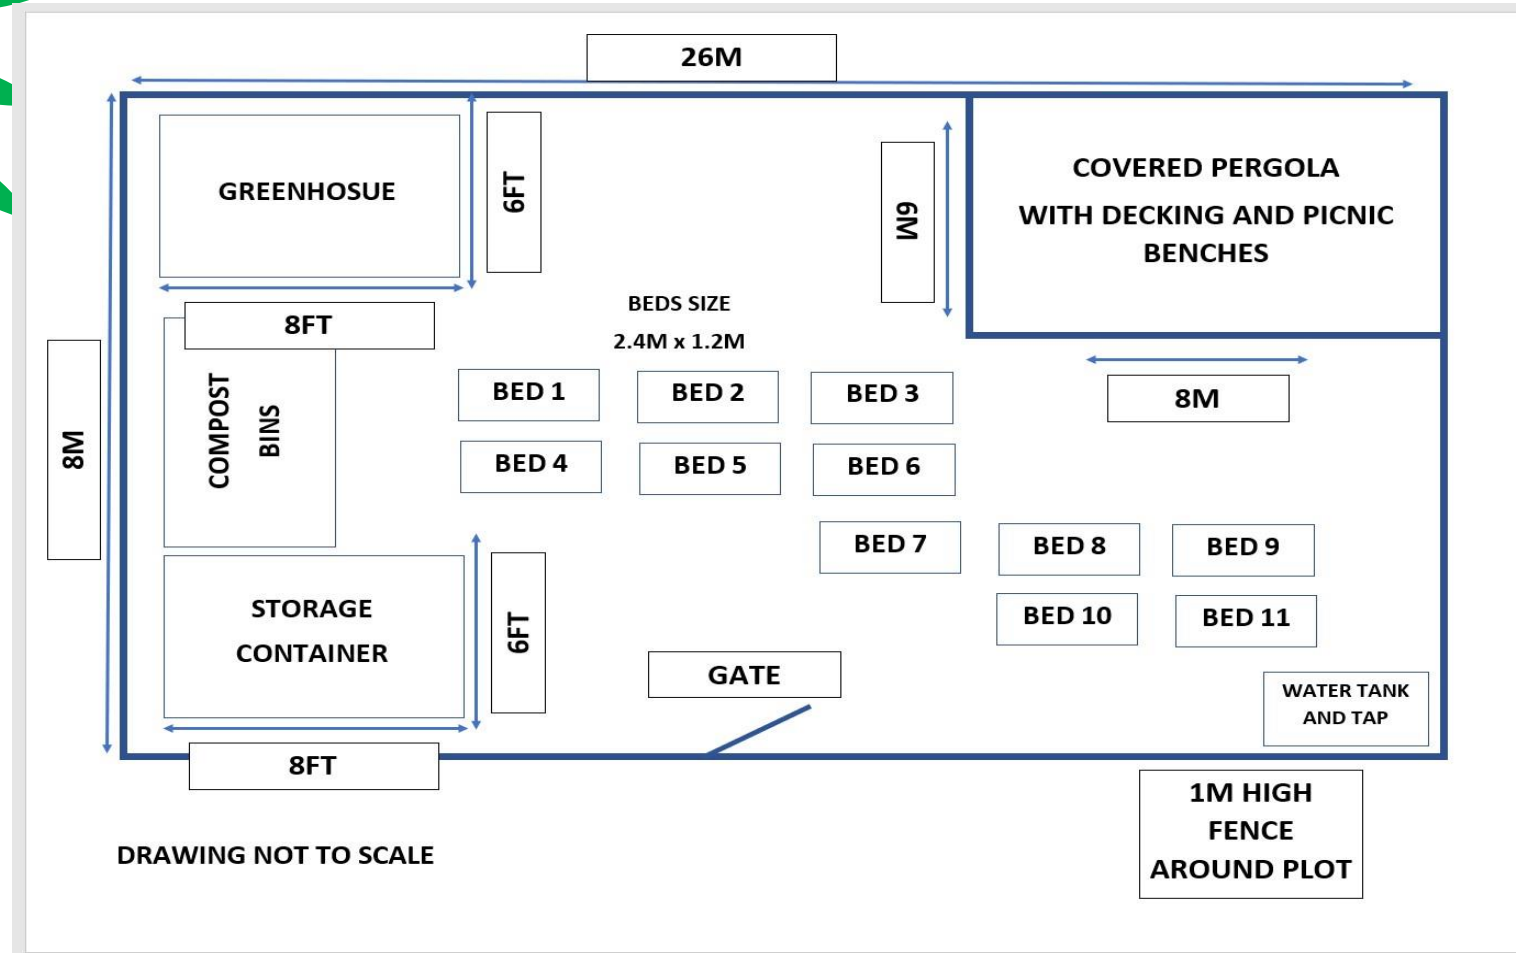 26M
GREENHOSUE
6FT
6M
COVERED PERGOLA
WITH DECKING AND PICNIC
BENCHES
8FT
BEDS SIZE
2.4M x 1.2M
8M
COMPOST
BINS
BED 1
BED 2
BED 3
8M
BED 4
BED 5
BED 6
BED 7
BED 8
BED 9
STORAGE
CONTAINER
6FT
BED 10
BED 11
GATE
WATER TANK
AND TAP
8FT
1M HIGH
FENCE
AROUND PLOT
DRAWING NOT TO SCALE